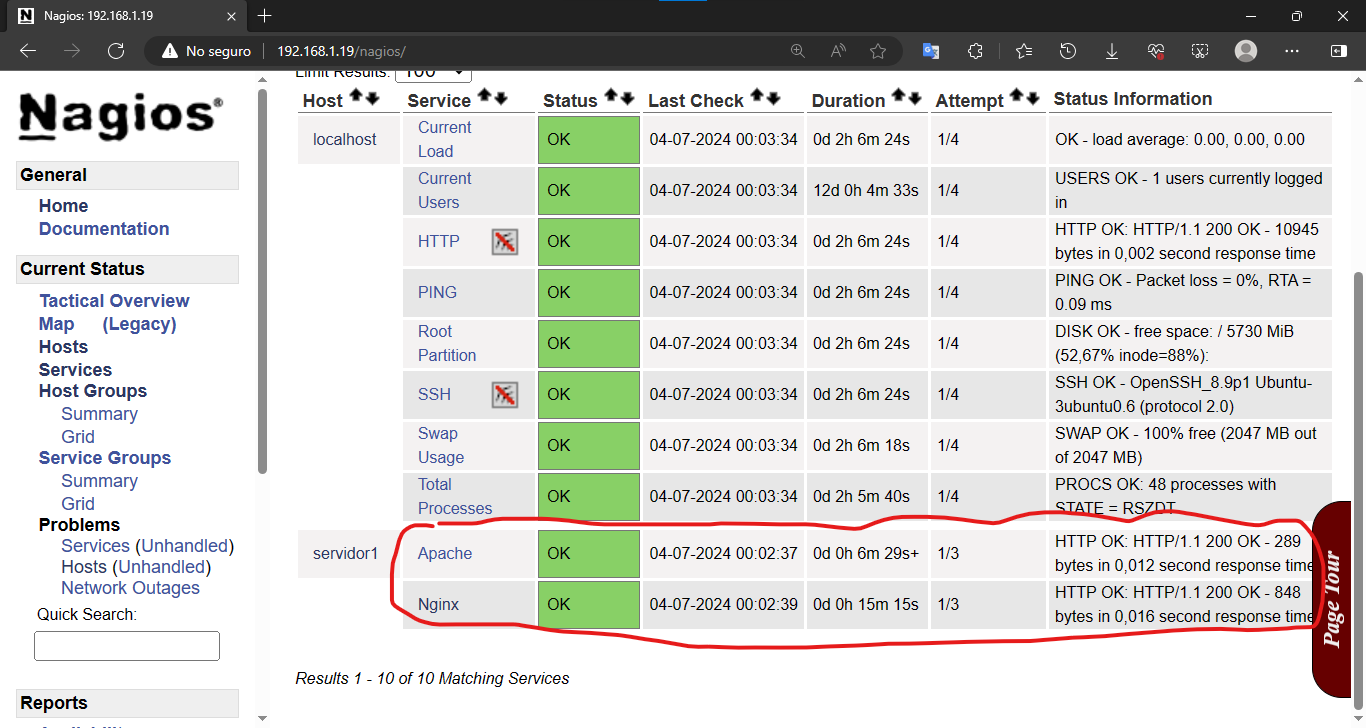 Nagios: 192.168.1.19
No seguro 192.168.1.19/nagios/
Nagios®
General
Home
Documentation
Current Status
Tactical Overview
Map (Legacy)
Hosts
Services
Host Groups
Summary
Grid
Service Groups
Summary
Grid
Problems
Services (Unhandled)
Hosts (Unhandled)
Network Outages
Quick Search:
Reports
Limit Results: 100
Host Service Status Last Check Duration Attempt Status Information
localhost Current Load OK 04-07-2024 00:03:34 0d 2h 6m 24s 1/4 OK - load average: 0.00, 0.00, 0.00
Current Users OK 04-07-2024 00:03:34 12d 0h 4m 33s 1/4 USERS OK - 1 users currently logged in
HTTP OK 04-07-2024 00:03:34 0d 2h 6m 24s 1/4 HTTP OK: HTTP/1.1 200 OK - 10945 bytes in 0,002 second response time
PING OK 04-07-2024 00:03:34 0d 2h 6m 24s 1/4 PING OK - Packet loss = 0%, RTA = 0.09 ms
Root Partition OK 04-07-2024 00:03:34 0d 2h 6m 24s 1/4 DISK OK - free space: / 5730 MiB (52,67% inode=88%):
SSH OK 04-07-2024 00:03:34 0d 2h 6m 24s 1/4 SSH OK - OpenSSH_8.9p1 Ubuntu-3ubuntu0.6 (protocol 2.0)
Swap Usage OK 04-07-2024 00:03:34 0d 2h 6m 18s 1/4 SWAP OK - 100% free (2047 MB out of 2047 MB)
Total Processes OK 04-07-2024 00:03:34 0d 2h 5m 40s 1/4 PROCS OK: 48 processes with STATE = RSZDT
servidor1 Apache OK 04-07-2024 00:02:37 0d 0h 6m 29s+ 1/3 HTTP OK: HTTP/1.1 200 OK - 289 bytes in 0,012 second response time
Nginx OK 04-07-2024 00:02:39 0d 0h 15m 15s 1/3 HTTP OK: HTTP/1.1 200 OK - 848 bytes in 0,016 second response time
Results 1 - 10 of 10 Matching Services
Page Tour